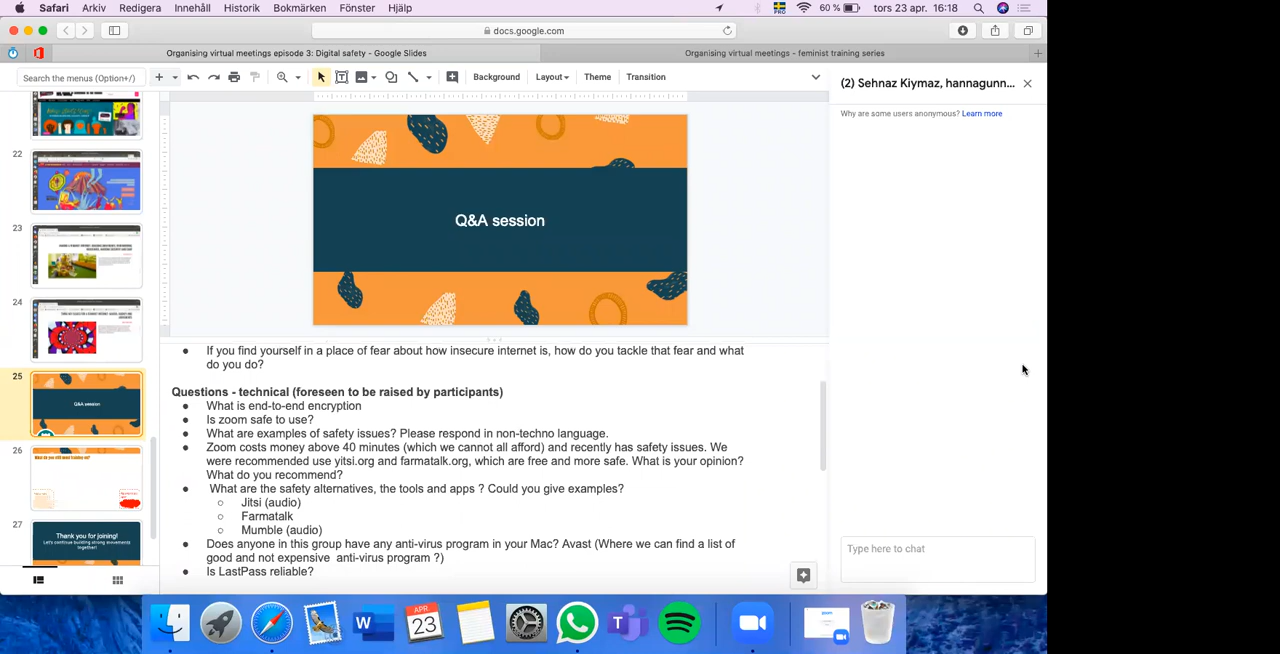 Safari Arkiv Redigera Innehåll Historik Bokmärken Fönster Hjälp PRO 60 % tors 23 apr. 16:18
docs.google.com
Organising virtual meetings episode 3: Digital safety - Google Slides
Organising virtual meetings - feminist training series
Search the menus (Option+/)
Background Layout Theme Transition
(2) Sehnaz Kiymaz, hannagunn...
Why are some users anonymous? Learn more
22
23
24
25
26
27
Q&A session
Q&A session
Thank you for joining!
Let's continue building strong movements
together!
• If you find yourself in a place of fear about how insecure internet is, how do you tackle that fear and what
do you do?
Questions - technical (foreseen to be raised by participants)
• What is end-to-end encryption
• Is zoom safe to use?
• What are examples of safety issues? Please respond in non-techno language.
• Zoom costs money above 40 minutes (which we cannot all afford) and recently has safety issues. We
were recommended use yitsi.org and farmatalk.org, which are free and more safe. What is your opinion?
What do you recommend?
• What are the safety alternatives, the tools and apps ? Could you give examples?
○ Jitsi (audio)
○ Farmatalk
○ Mumble (audio)
• Does anyone in this group have any anti-virus program in your Mac? Avast (Where we can find a list of
good and not expensive anti-virus program ?)
• Is LastPass reliable?
Type here to chat
APR.
23
W
T
zoom